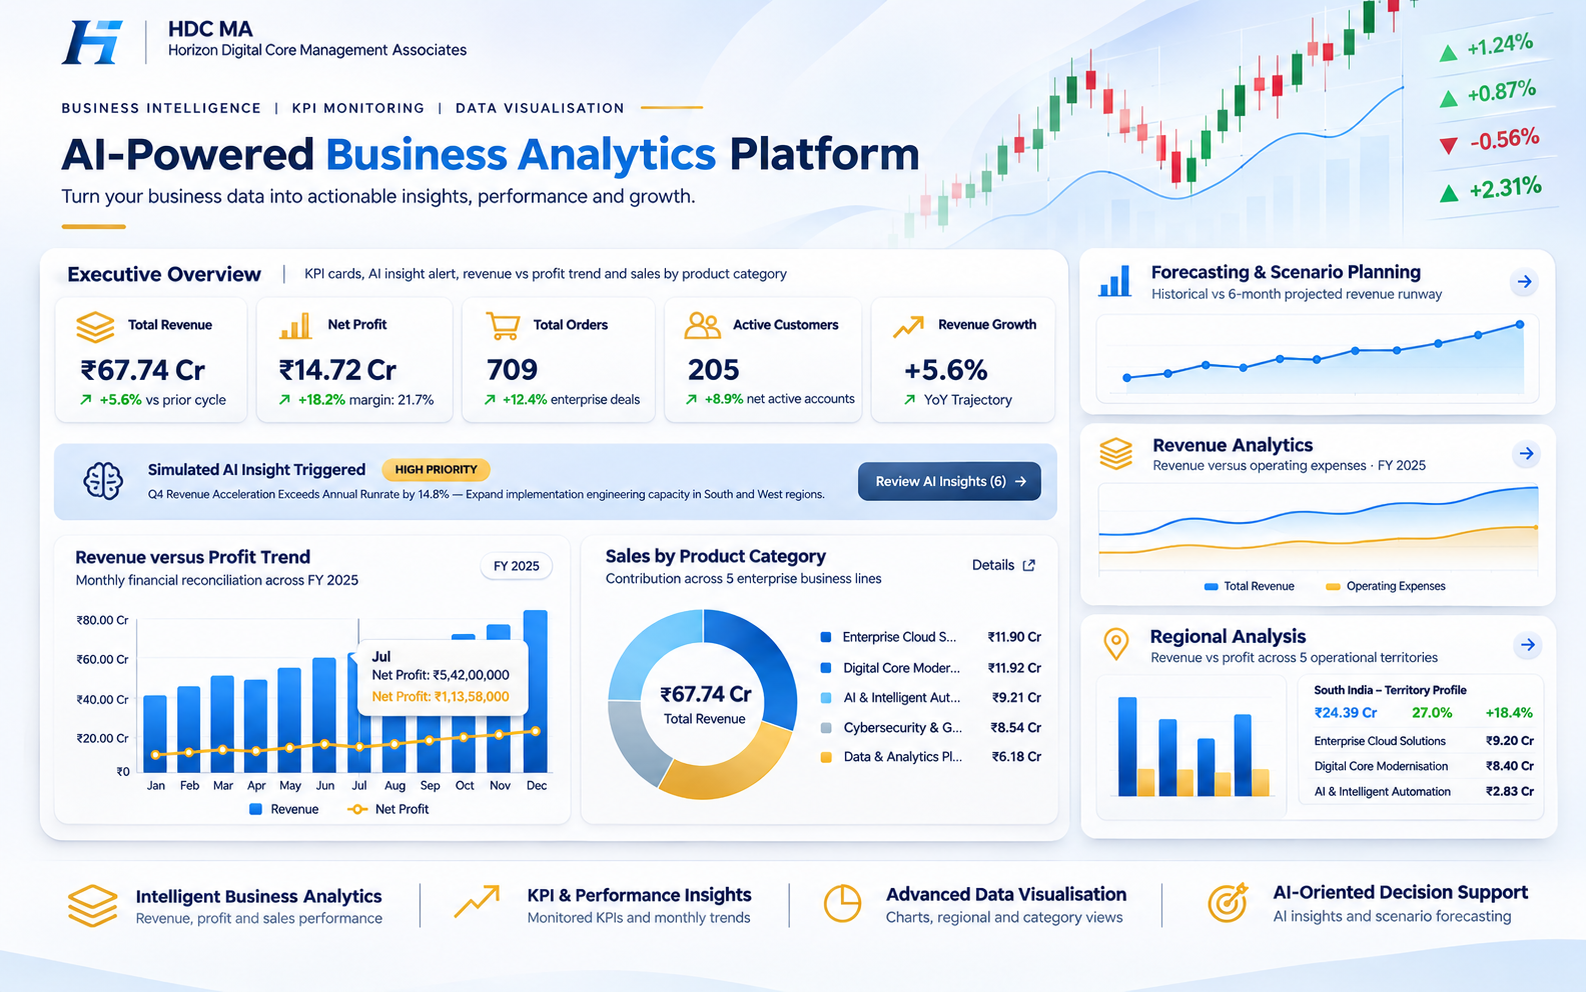 HDC MA
Horizon Digital Core Management Associates
BUSINESS INTELLIGENCE | KPI MONITORING | DATA VISUALISATION
AI-Powered Business Analytics Platform
Turn your business data into actionable insights, performance and growth.
+1.24%
+0.87%
-0.56%
+2.31%
Executive Overview | KPI cards, AI insight alert, revenue vs profit trend and sales by product category
Total Revenue
₹67.74 Cr
+5.6% vs prior cycle
Net Profit
₹14.72 Cr
+18.2% margin: 21.7%
Total Orders
709
+12.4% enterprise deals
Active Customers
205
+8.9% net active accounts
Revenue Growth
+5.6%
YoY Trajectory
Simulated AI Insight Triggered HIGH PRIORITY
Q4 Revenue Acceleration Exceeds Annual Runrate by 14.8% — Expand implementation engineering capacity in South and West regions.
Review AI Insights (6) →
Revenue versus Profit Trend
Monthly financial reconciliation across FY 2025
FY 2025
₹80.00 Cr
₹60.00 Cr
₹40.00 Cr
₹20.00 Cr
₹0
Jul
Net Profit: ₹5,42,00,000
Net Profit: ₹1,13,58,000
Jan Feb Mar Apr May Jun Jul Aug Sep Oct Nov Dec
Revenue Net Profit
Sales by Product Category
Contribution across 5 enterprise business lines
Details
₹67.74 Cr
Total Revenue
Enterprise Cloud S... ₹11.90 Cr
Digital Core Moder... ₹11.92 Cr
AI & Intelligent Aut... ₹9.21 Cr
Cybersecurity & G... ₹8.54 Cr
Data & Analytics Pl... ₹6.18 Cr
Forecasting & Scenario Planning
Historical vs 6-month projected revenue runway
Revenue Analytics
Revenue versus operating expenses · FY 2025
Total Revenue Operating Expenses
Regional Analysis
Revenue vs profit across 5 operational territories
South India – Territory Profile
₹24.39 Cr 27.0% +18.4%
Enterprise Cloud Solutions ₹9.20 Cr
Digital Core Modernisation ₹8.40 Cr
AI & Intelligent Automation ₹2.83 Cr
Intelligent Business Analytics
Revenue, profit and sales performance
KPI & Performance Insights
Monitored KPIs and monthly trends
Advanced Data Visualisation
Charts, regional and category views
AI-Oriented Decision Support
AI insights and scenario forecasting